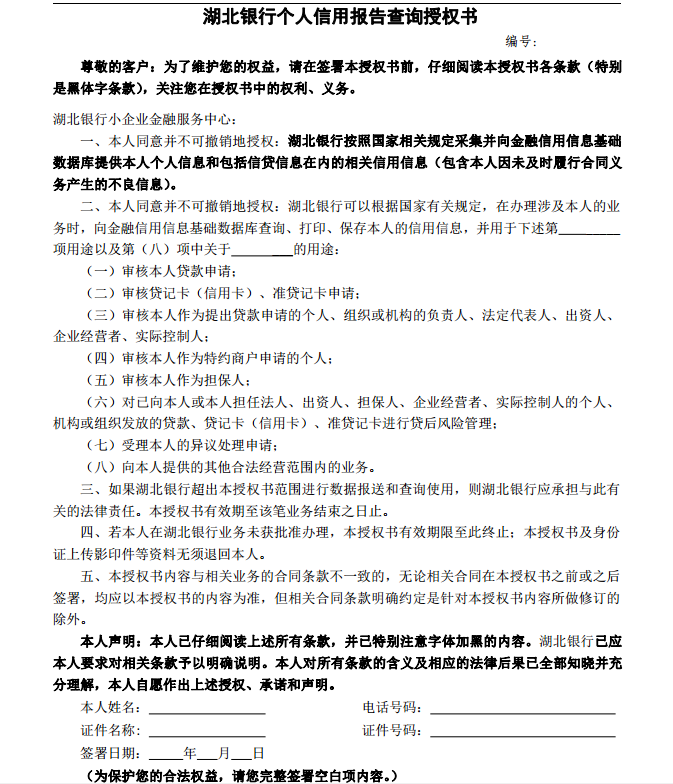 湖北银行个人信用报告查询授权书
编号:
尊敬的客户：为了维护您的权益，请在签署本授权书前，仔细阅读本授权书各条款（特别
是黑体字条款），关注您在授权书中的权利、义务。
湖北银行小企业金融服务中心：
一、本人同意并不可撤销地授权：湖北银行按照国家相关规定采集并向金融信用信息基础
数据库提供本人个人信息和包括信贷信息在内的相关信用信息（包含本人因未及时履行合同义
务产生的不良信息）。
二、本人同意并不可撤销地授权：湖北银行可以根据国家有关规定，在办理涉及本人的业
务时，向金融信用信息基础数据库查询、打印、保存本人的信用信息，并用于下述第_________
项用途以及第（八）项中关于_________的用途：
（一）审核本人贷款申请；
（二）审核贷记卡（信用卡）、准贷记卡申请；
（三）审核本人作为提出贷款申请的个人、组织或机构的负责人、法定代表人、出资人、
企业经营者、实际控制人；
（四）审核本人作为特约商户申请的个人；
（五）审核本人作为担保人；
（六）对已向本人或本人担任法人、出资人、担保人、企业经营者、实际控制人的个人、
机构或组织发放的贷款、贷记卡（信用卡）、准贷记卡进行贷后风险管理；
（七）受理本人的异议处理申请；
（八）向本人提供的其他合法经营范围内的业务。
三、如果湖北银行超出本授权书范围进行数据报送和查询使用，则湖北银行应承担与此有
关的法律责任。本授权书有效期至该笔业务结束之日止。
四、若本人在湖北银行业务未获批准办理，本授权书有效期限至此终止；本授权书及身份
证上传影印件等资料无须退回本人。
五、本授权书内容与相关业务的合同条款不一致的，无论相关合同在本授权书之前或之后
签署，均应以本授权书的内容为准，但相关合同条款明确约定是针对本授权书内容所做修订的
除外。
本人声明：本人已仔细阅读上述所有条款，并已特别注意字体加黑的内容。湖北银行已应
本人要求对相关条款予以明确说明。本人对所有条款的含义及相应的法律后果已全部知晓并充
分理解，本人自愿作出上述授权、承诺和声明。
本人姓名：_________________ 电话号码：___________________________
证件名称：_________________ 证件号码：___________________________
签署日期：_____年___月___日
（为保护您的合法权益，请您完整签署空白项内容。）